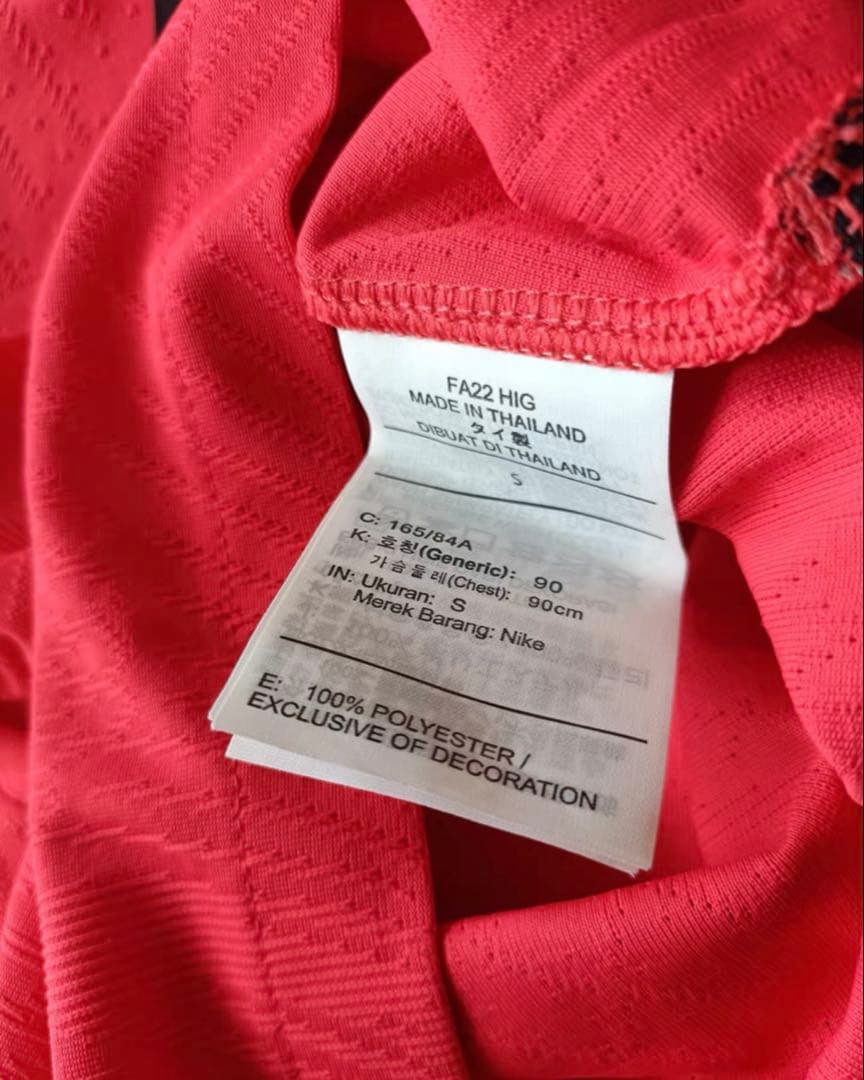 FA22 HIG
MADE IN THAILAND
タイ製
DIBUAT DI THAILAND
S
C: 165/84A
K: 호칭(Generic): 90
가슴둘레(Chest): 90cm
IN: Ukuran: S
Merek Barang: Nike
E: 100% POLYESTER /
EXCLUSIVE OF DECORATION